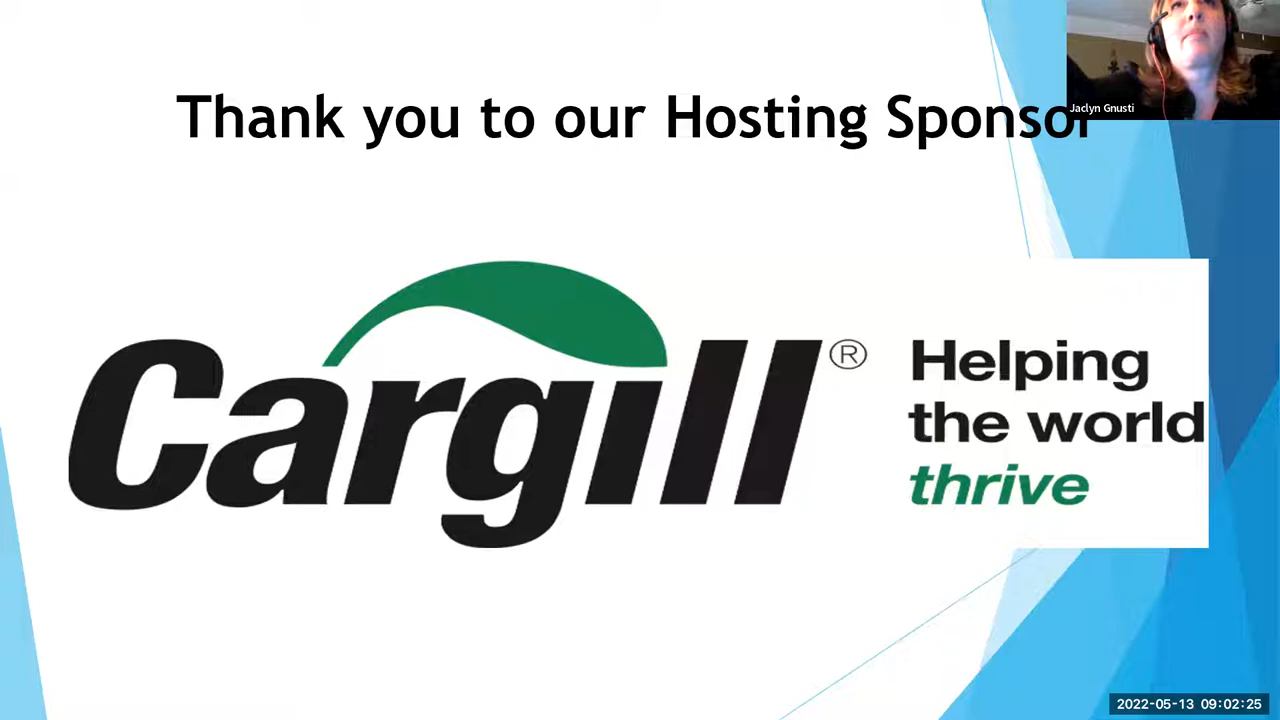 Jaclyn Gnusti
Thank you to our Hosting Sponsor
Cargill®
Helping
the world
thrive
2022-05-13 09:02:25